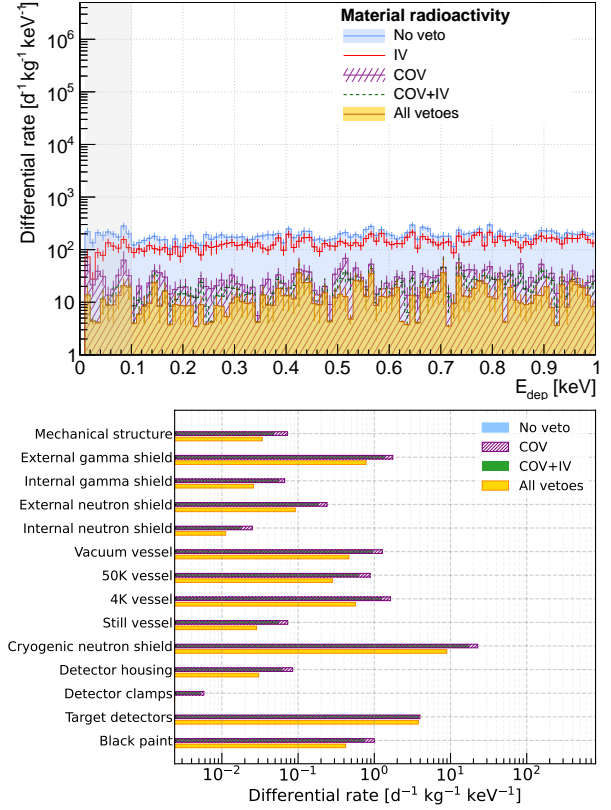 Material radioactivity
No veto
IV
COV
COV+IV
All vetoes
Differential rate [d⁻¹ kg⁻¹ keV⁻¹]
10⁶
10⁵
10⁴
10³
10²
10
1
0 0.1 0.2 0.3 0.4 0.5 0.6 0.7 0.8 0.9 1
E_dep [keV]
No veto
COV
COV+IV
All vetoes
Mechanical structure
External gamma shield
Internal gamma shield
External neutron shield
Internal neutron shield
Vacuum vessel
50K vessel
4K vessel
Still vessel
Cryogenic neutron shield
Detector housing
Detector clamps
Target detectors
Black paint
10⁻² 10⁻¹ 10⁰ 10¹ 10² 10³
Differential rate [d⁻¹ kg⁻¹ keV⁻¹]